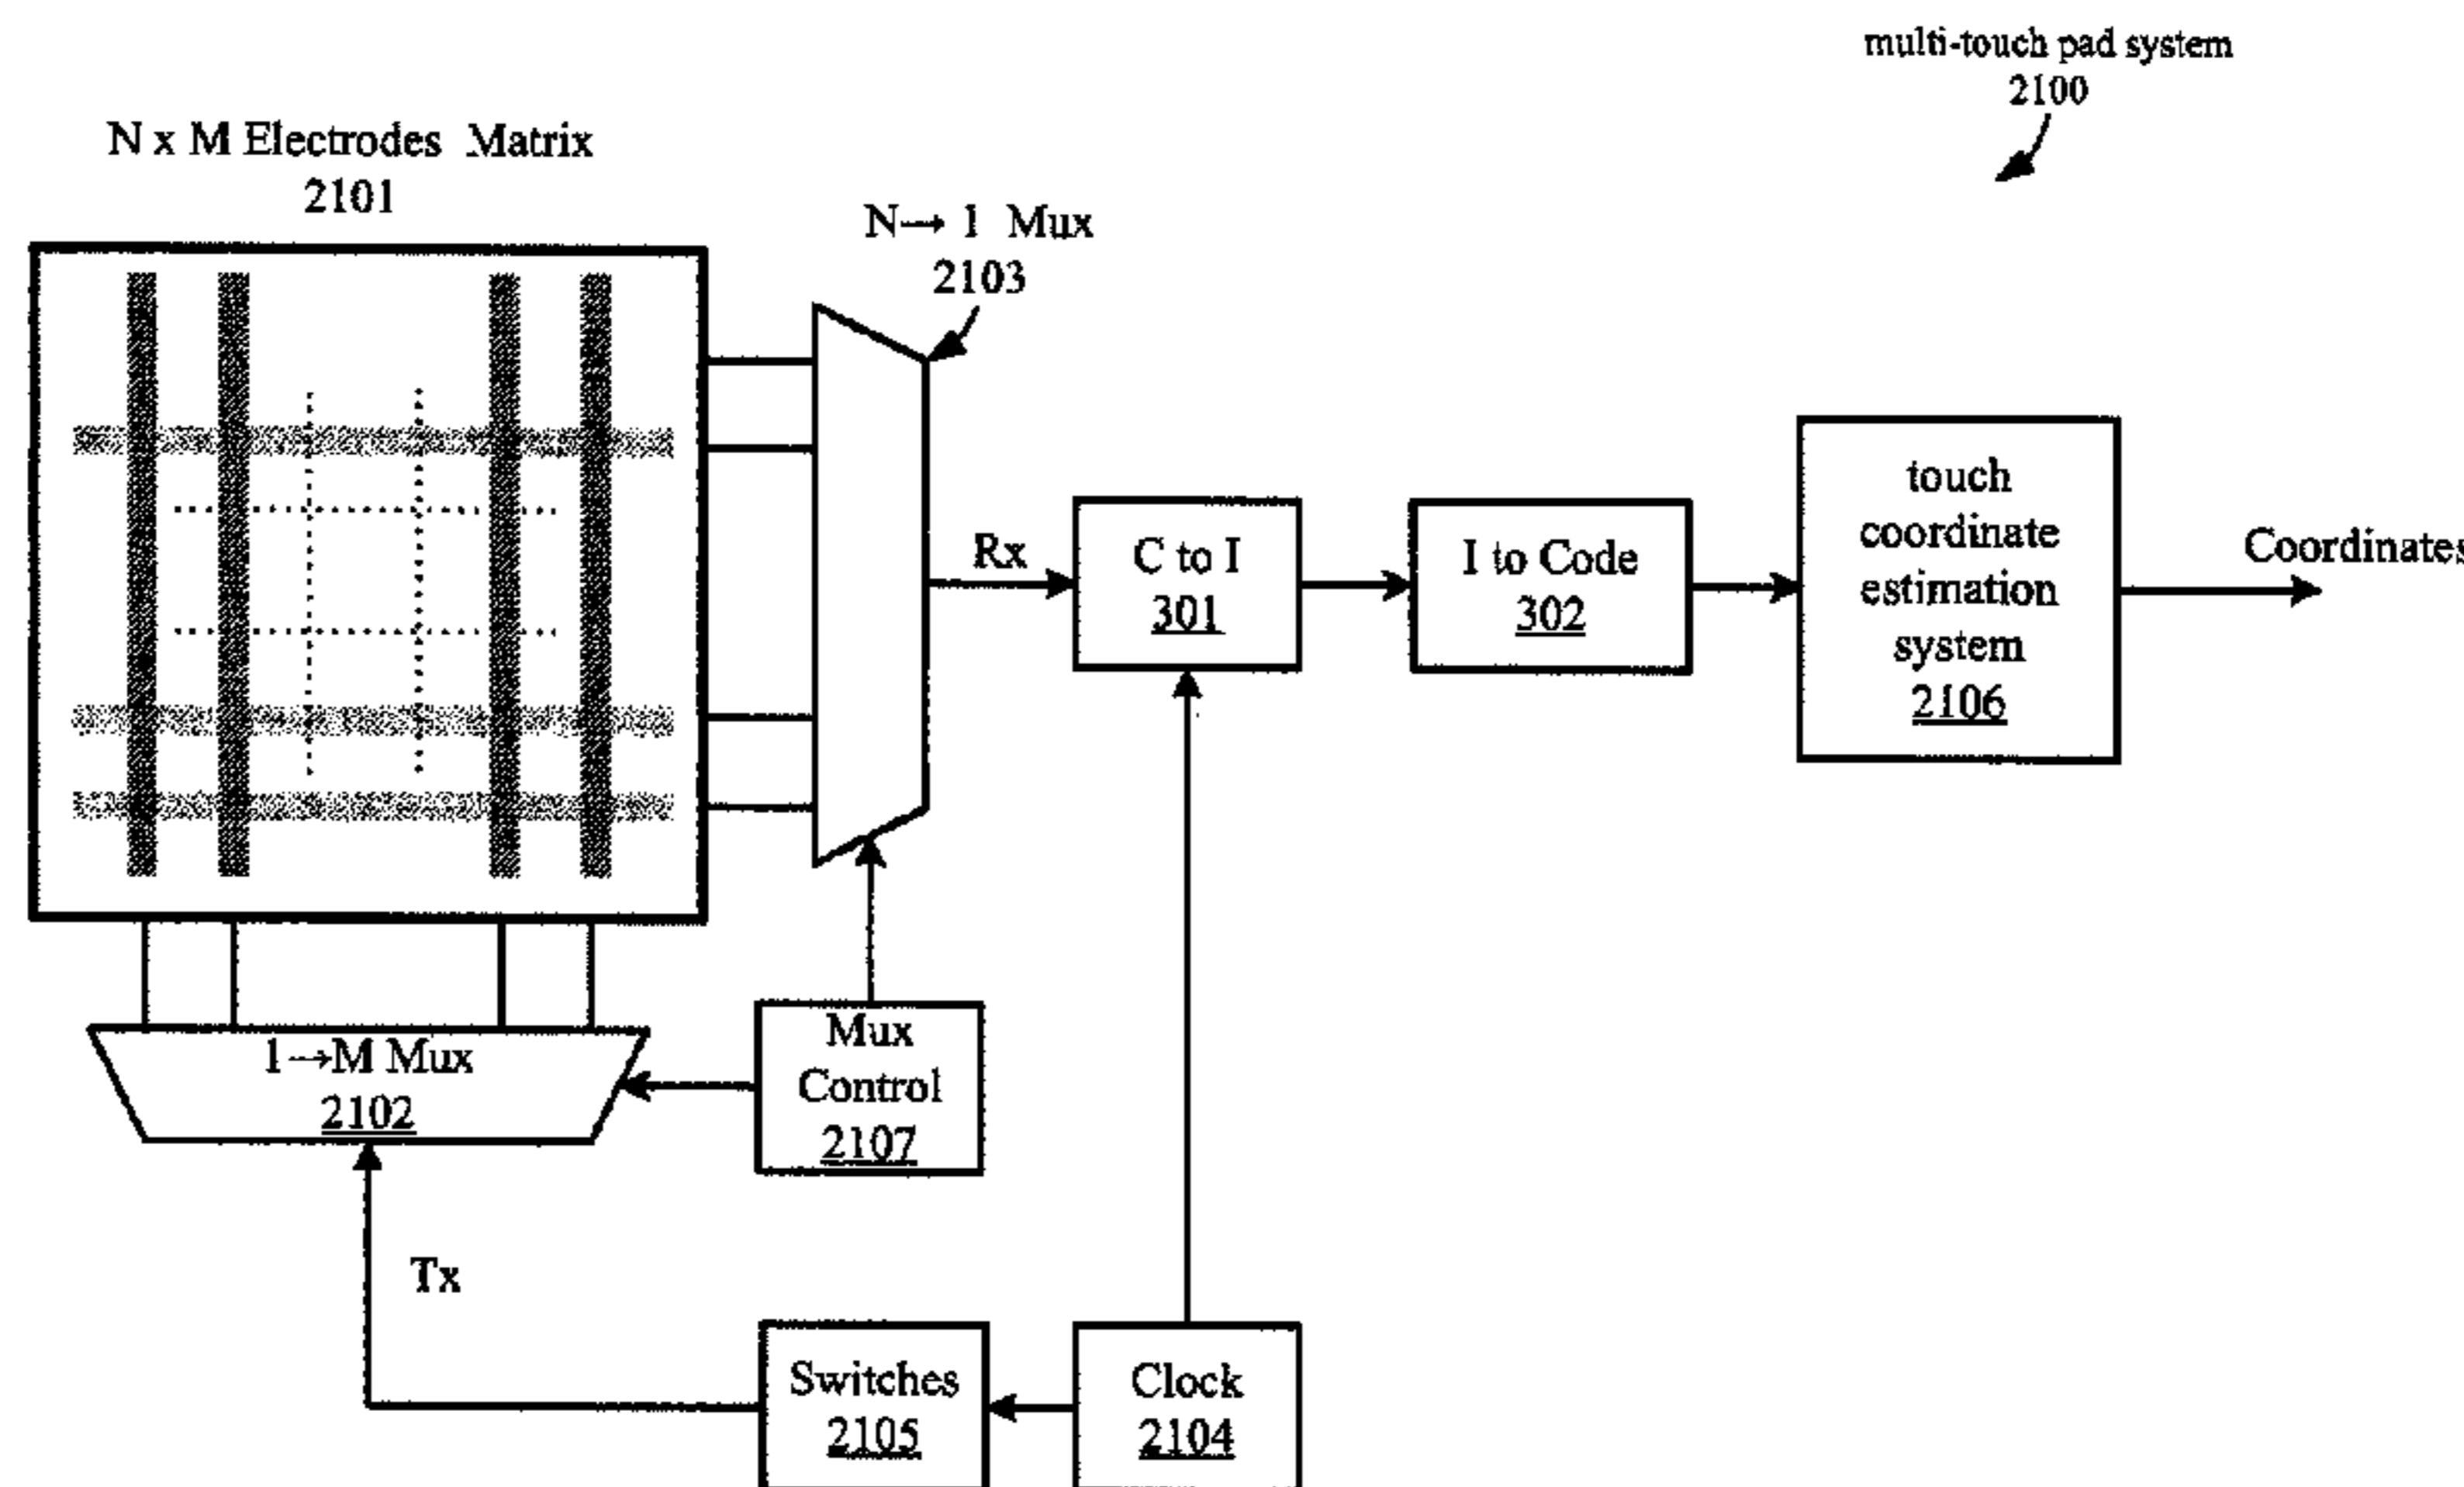 multi-touch pad system
2100
N x M Electrodes Matrix
2101
N→ 1 Mux
2103
Rx
C to I
301
I to Code
302
touch
coordinate
estimation
system
2106
Coordinates
1→M Mux
2102
Mux
Control
2107
Tx
Switches
2105
Clock
2104